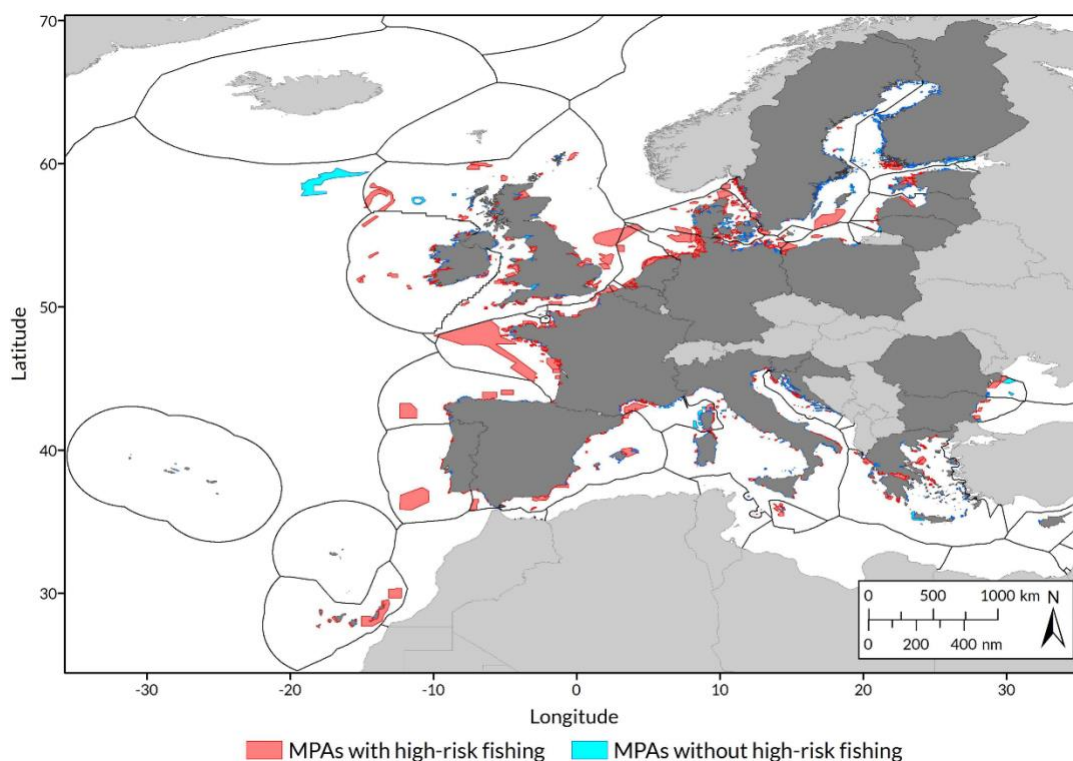 70
60
50
40
30
Latitude
-30 -20 -10 0 10 20 30
Longitude
0 500 1000 km
0 200 400 nm
N
MPAs with high-risk fishing
MPAs without high-risk fishing